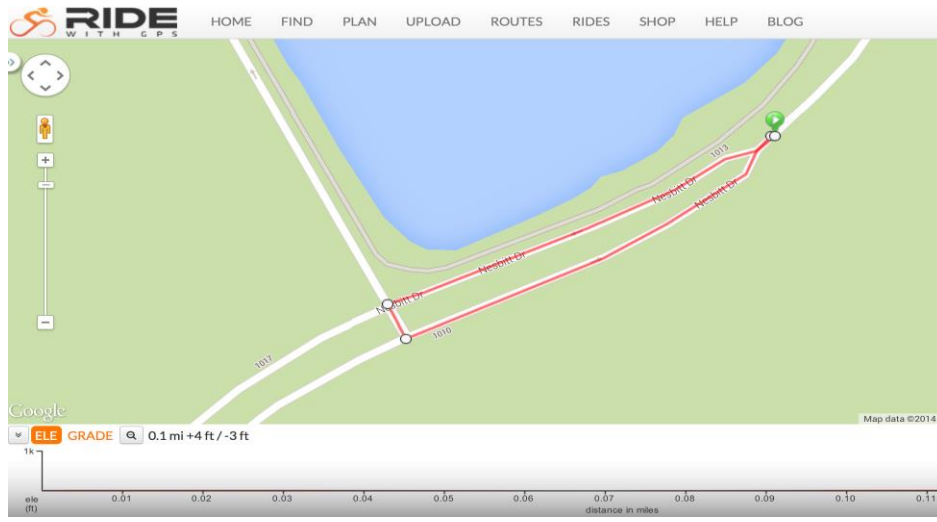 RIDE
WITH GPS
HOME FIND PLAN UPLOAD ROUTES RIDES SHOP HELP BLOG
1013
Nesbitt Dr
Nesbitt Dr
Nesbitt Dr
Nesbitt Dr
1010
1017
Google
Map data ©2014
ELE GRADE 0.1 mi +4 ft / -3 ft
1k
ele
(ft)
0.01 0.02 0.03 0.04 0.05 0.06 0.07 0.08 0.09 0.10 0.11
distance in miles